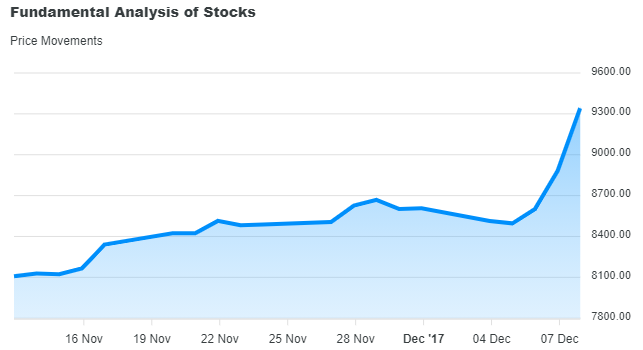 Fundamental Analysis of Stocks
Price Movements
9600.00
9300.00
9000.00
8700.00
8400.00
8100.00
7800.00
16 Nov 19 Nov 22 Nov 25 Nov 28 Nov Dec '17 04 Dec 07 Dec